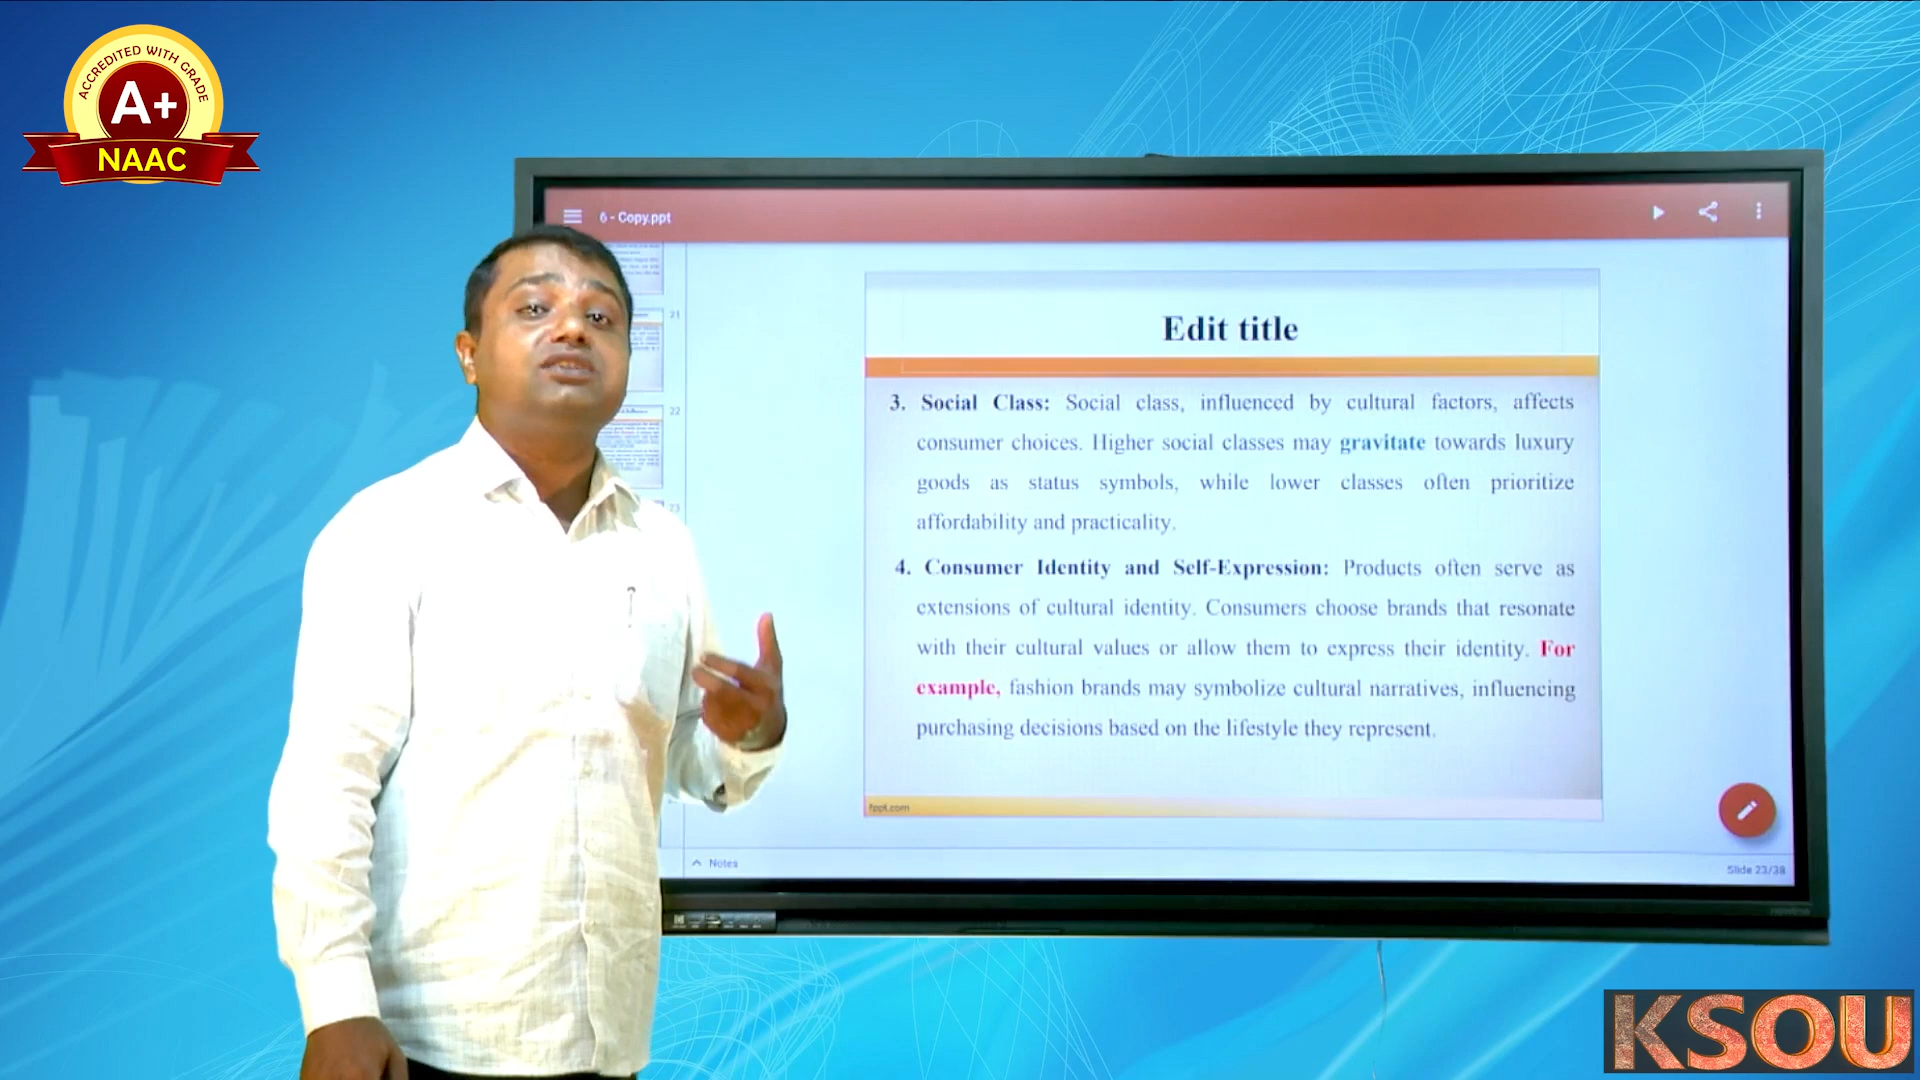 ACCREDITED WITH GRADE
A+
NAAC
6 - Copy.ppt
21
22
23
Edit title
3. Social Class: Social class, influenced by cultural factors, affects
consumer choices. Higher social classes may gravitate towards luxury
goods as status symbols, while lower classes often prioritize
affordability and practicality.
4. Consumer Identity and Self-Expression: Products often serve as
extensions of cultural identity. Consumers choose brands that resonate
with their cultural values or allow them to express their identity. For
example, fashion brands may symbolize cultural narratives, influencing
purchasing decisions based on the lifestyle they represent.
fppt.com
Notes
Slide 23/38
KSOU